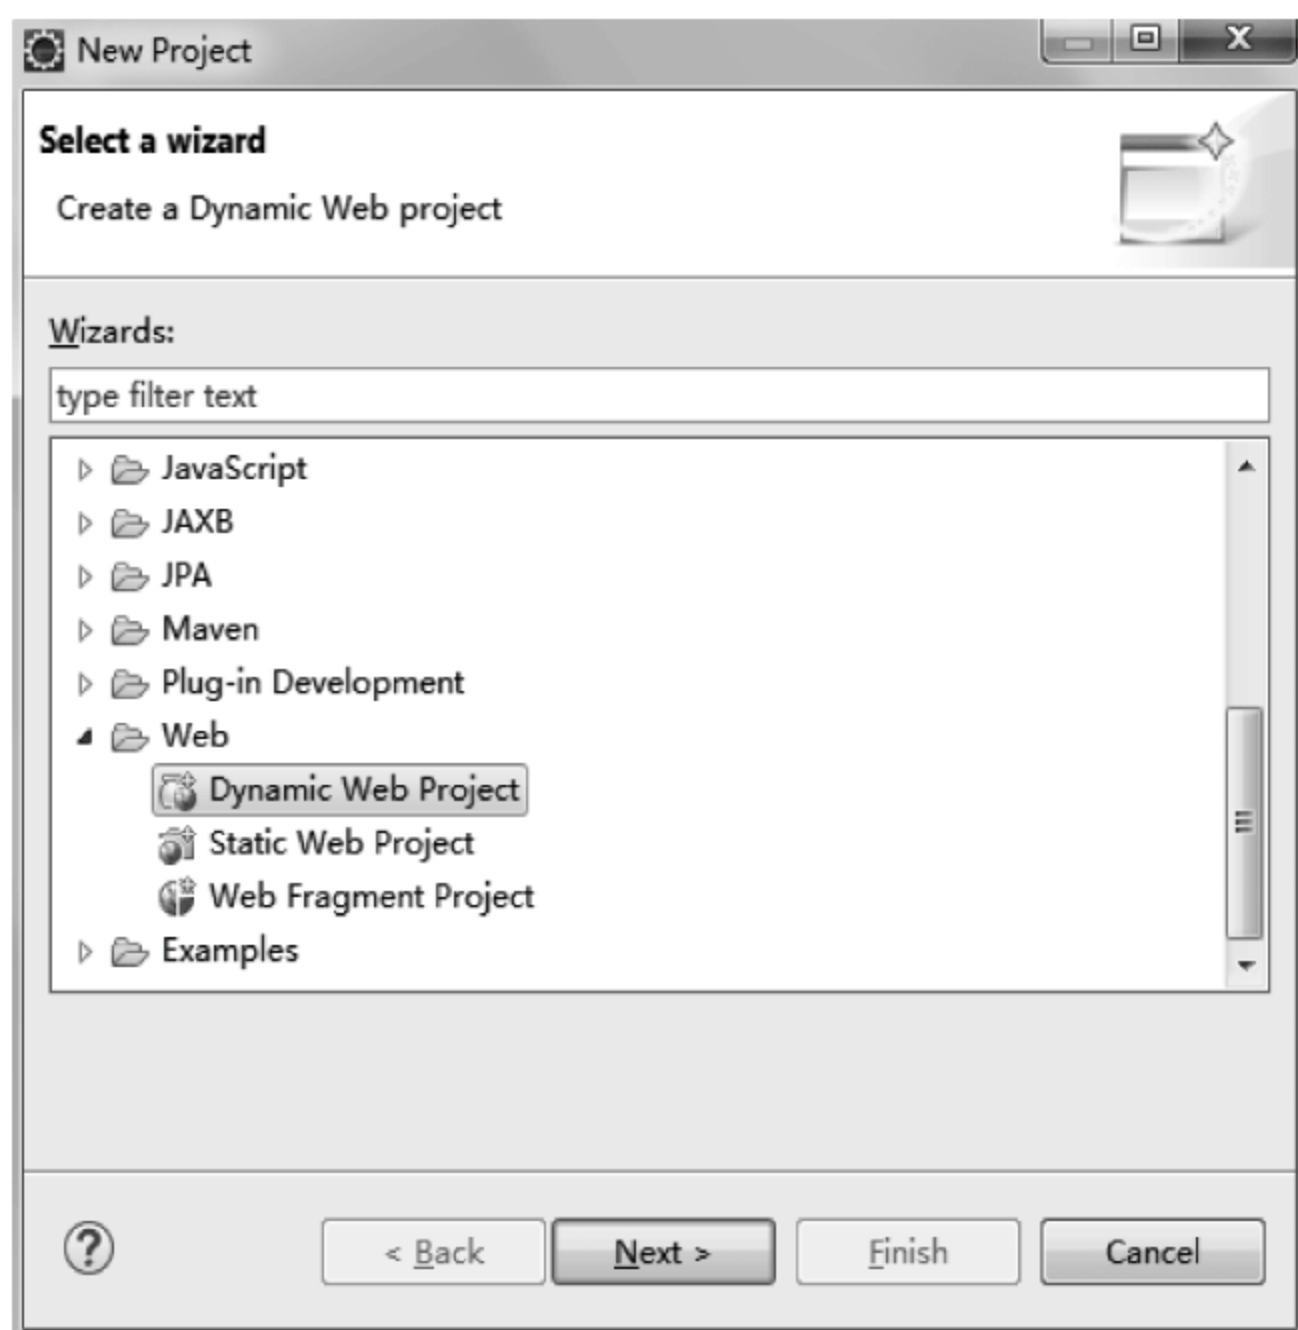 New Project
Select a wizard
Create a Dynamic Web project
Wizards:
type filter text
JavaScript
JAXB
JPA
Maven
Plug-in Development
Web
Dynamic Web Project
Static Web Project
Web Fragment Project
Examples
? < Back Next > Finish Cancel